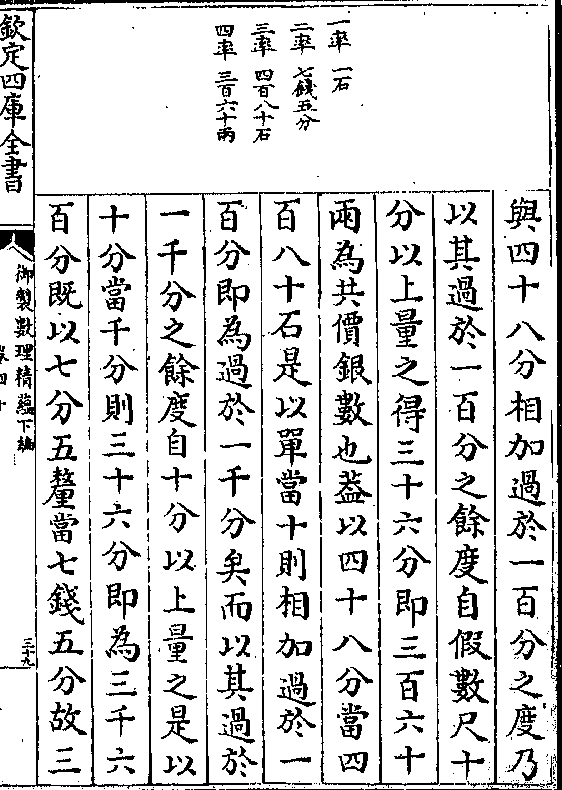 一率 一石
二率 七錢五分
三率 四百八十石
四率 三百六十兩
與四十八分相加過於一百分之度乃
以其過於一百分之餘度自假數尺十
分以上量之得三十六分即三百六十
兩為共價銀數也葢以四十八分當四
百八十石是以單當十則相加過於一
百分即為過於一千分矣而以其過於
一千分之餘度自十分以上量之是以
十分當千分則三十六分即為三千六
百分既以七分五釐當七錢五分故三
欽定四庫全書
御製數理精蘊下編
卷四十
三十九